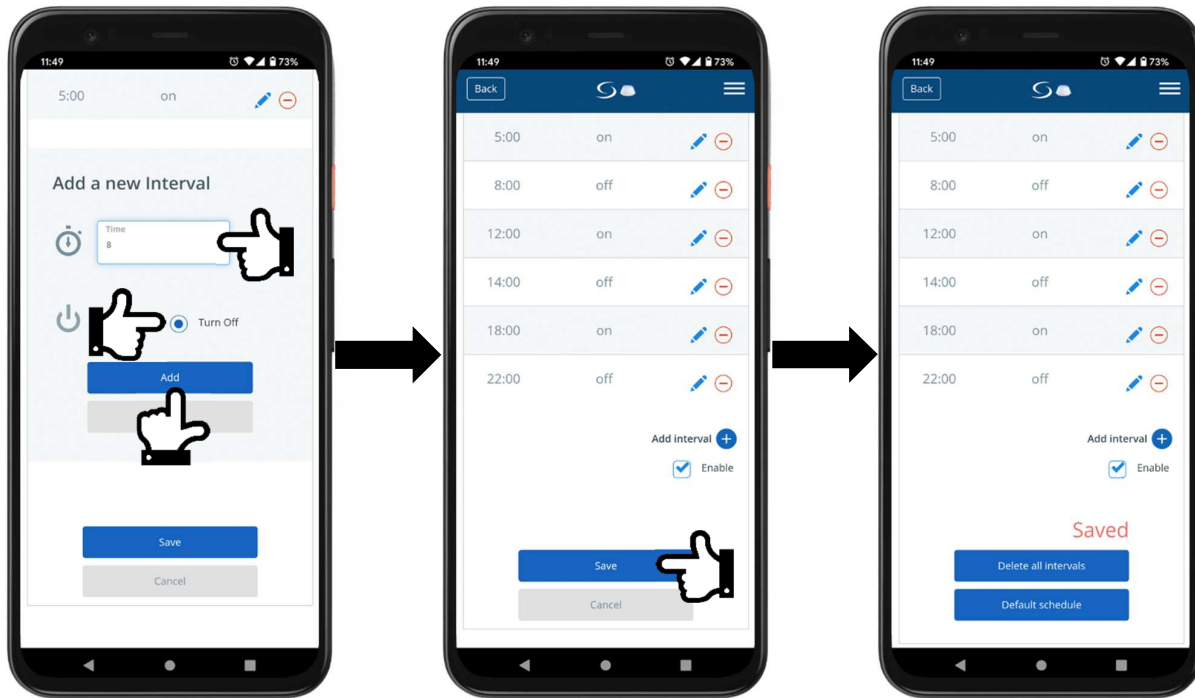 11:49 73%
5:00 on
Add a new Interval
Time
8
Turn Off
Add
Save
Cancel
11:49 73%
Back
5:00 on
8:00 off
12:00 on
14:00 off
18:00 on
22:00 off
Add interval
Enable
Save
Cancel
11:49 73%
Back
5:00 on
8:00 off
12:00 on
14:00 off
18:00 on
22:00 off
Add interval
Enable
Saved
Delete all intervals
Default schedule